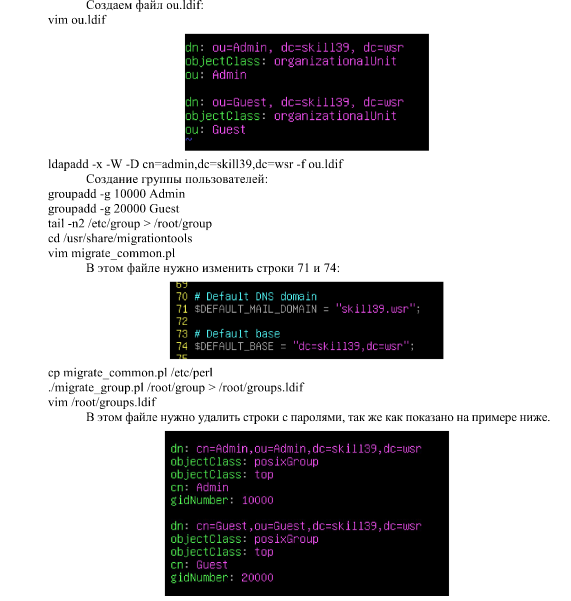 Создаем файл ou.ldif:
vim ou.ldif
dn: ou=Admin, dc=skill39, dc=wsr
objectClass: organizationalUnit
ou: Admin
dn: ou=Guest, dc=skill39, dc=wsr
objectClass: organizationalUnit
ou: Guest
~
ldapadd -x -W -D cn=admin,dc=skill39,dc=wsr -f ou.ldif
Создание группы пользователей:
groupadd -g 10000 Admin
groupadd -g 20000 Guest
tail -n2 /etc/group > /root/group
cd /usr/share/migrationtools
vim migrate_common.pl
В этом файле нужно изменить строки 71 и 74:
69
70 # Default DNS domain
71 $DEFAULT_MAIL_DOMAIN = "skill39.wsr";
72
73 # Default base
74 $DEFAULT_BASE = "dc=skill39,dc=wsr";
75
cp migrate_common.pl /etc/perl
./migrate_group.pl /root/group > /root/groups.ldif
vim /root/groups.ldif
В этом файле нужно удалить строки с паролями, так же как показано на примере ниже.
dn: cn=Admin,ou=Admin,dc=skill39,dc=wsr
objectClass: posixGroup
objectClass: top
cn: Admin
gidNumber: 10000
dn: cn=Guest,ou=Guest,dc=skill39,dc=wsr
objectClass: posixGroup
objectClass: top
cn: Guest
gidNumber: 20000